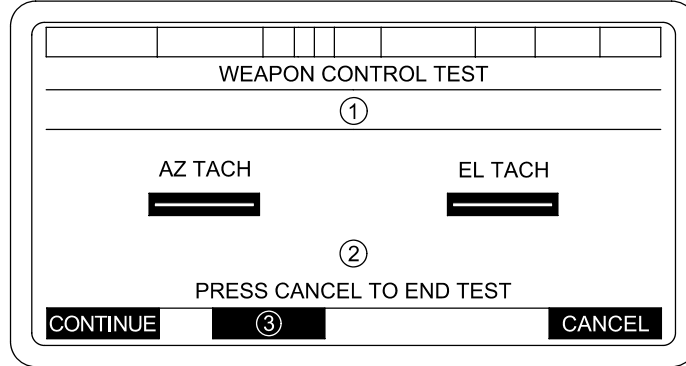 WEAPON CONTROL TEST
①
AZ TACH EL TACH
②
PRESS CANCEL TO END TEST
CONTINUE ③ CANCEL